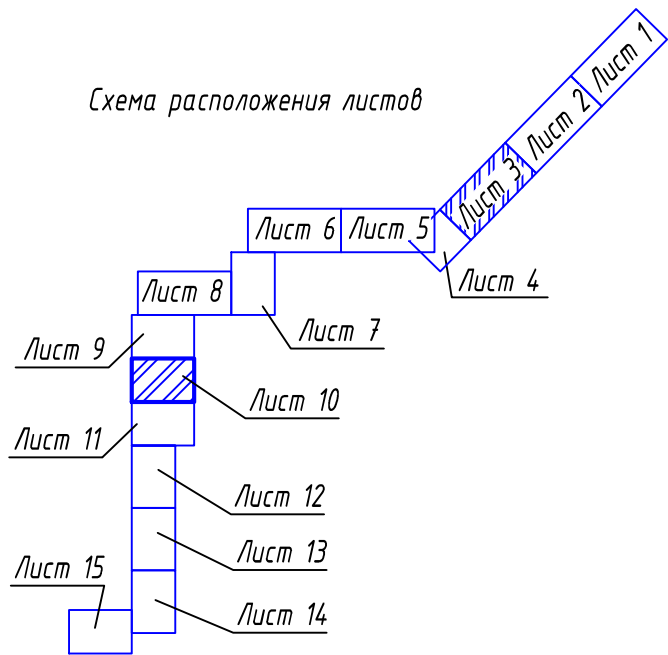 Схема расположения листов
Лист 1
Лист 2
Лист 3
Лист 4
Лист 5
Лист 6
Лист 7
Лист 8
Лист 9
Лист 10
Лист 11
Лист 12
Лист 13
Лист 14
Лист 15